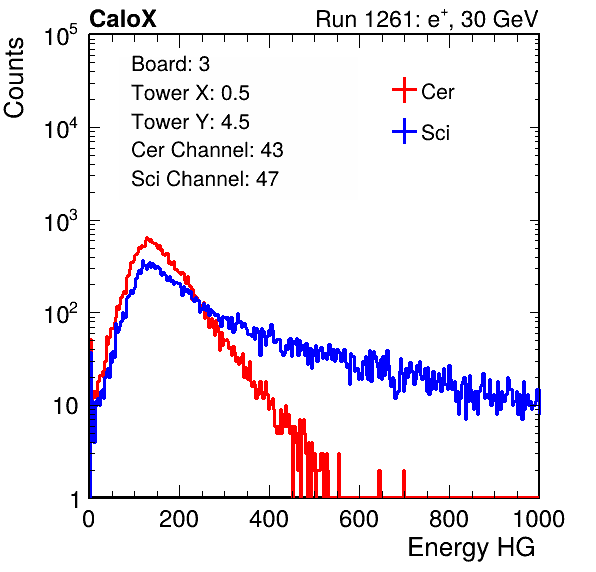 CaloX Run 1261: e⁺, 30 GeV
Counts
10⁵
10⁴
10³
10²
10
1
Board: 3
Tower X: 0.5
Tower Y: 4.5
Cer Channel: 43
Sci Channel: 47
Cer
Sci
0 200 400 600 800 1000
Energy HG